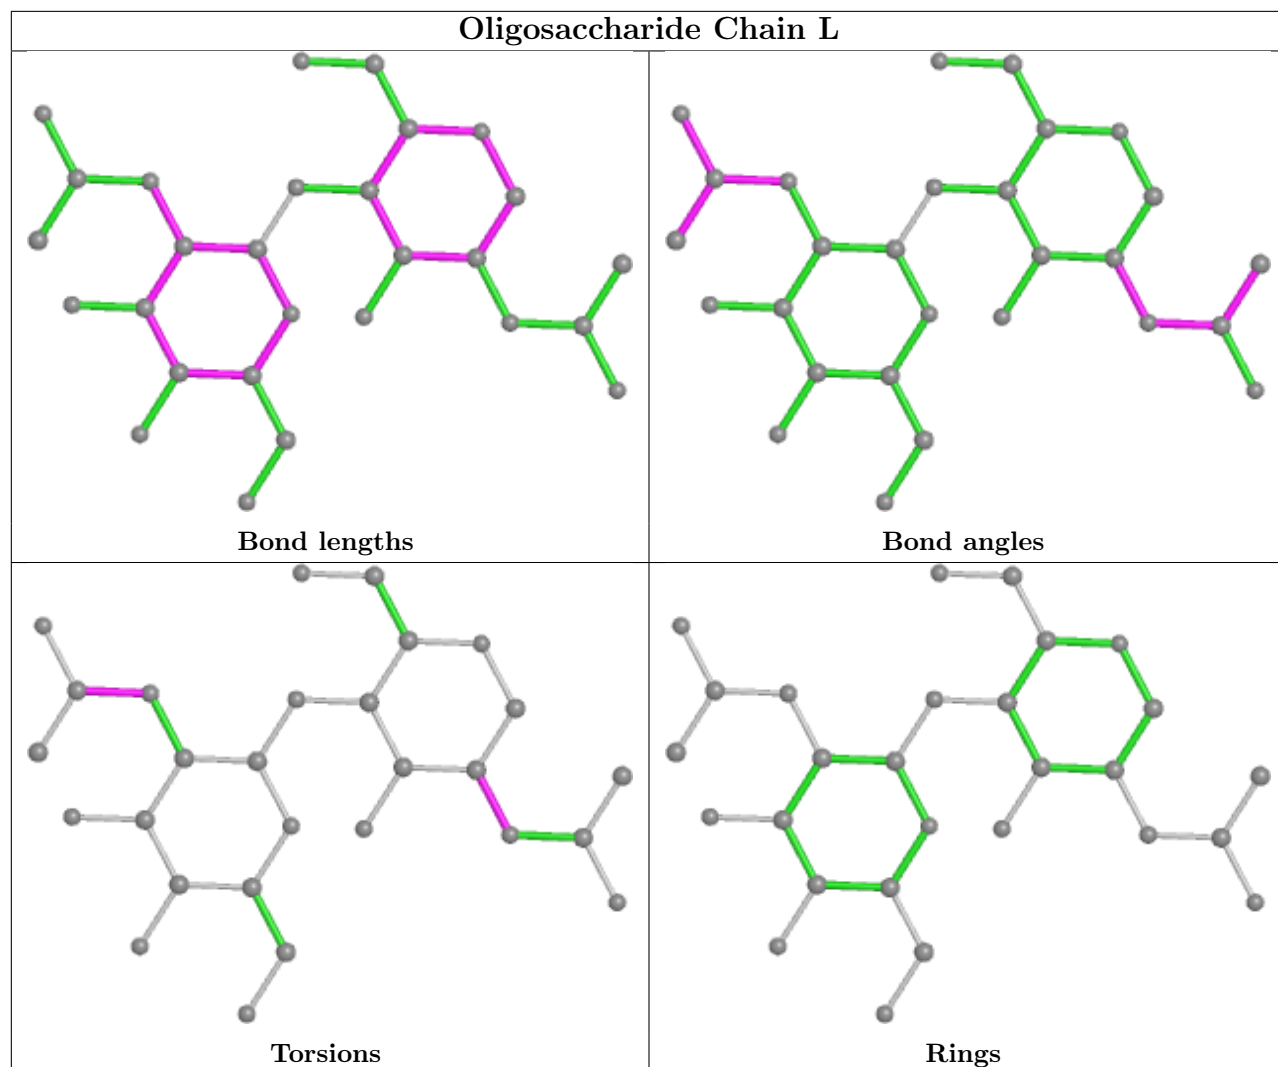 Oligosaccharide Chain L
Bond lengths
Bond angles
Torsions
Rings